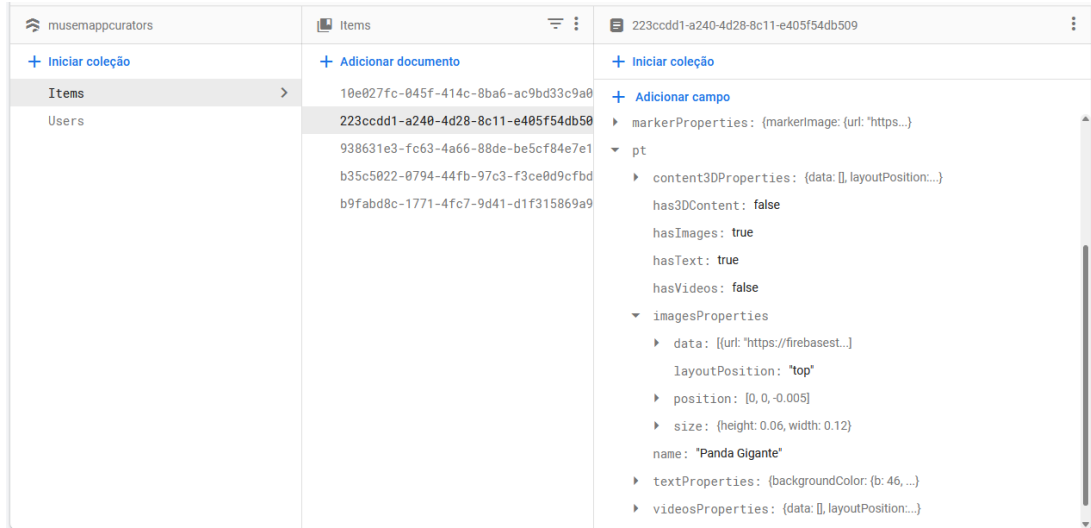 musemappcurators
Iniciar coleção
Items
Users
Items
Adicionar documento
10e027fc-045f-414c-8ba6-ac9bd33c9a0
223ccdd1-a240-4d28-8c11-e405f54db50
938631e3-fc63-4a66-88de-be5cf84e7e1
b35c5022-0794-44fb-97c3-f3ce0d9cfbd
b9fabd8c-1771-4fc7-9d41-d1f315869a9
223ccdd1-a240-4d28-8c11-e405f54db509
Iniciar coleção
Adicionar campo
markerProperties: {markerImage: {url: "https...}
pt
content3DProperties: {data: [], layoutPosition:...}
has3DContent: false
hasImages: true
hasText: true
hasVideos: false
imagesProperties
data: [{url: "https://firebasest...]
layoutPosition: "top"
position: [0, 0, -0.005]
size: {height: 0.06, width: 0.12}
name: "Panda Gigante"
textProperties: {backgroundColor: {b: 46, ...}
videosProperties: {data: [], layoutPosition:...}